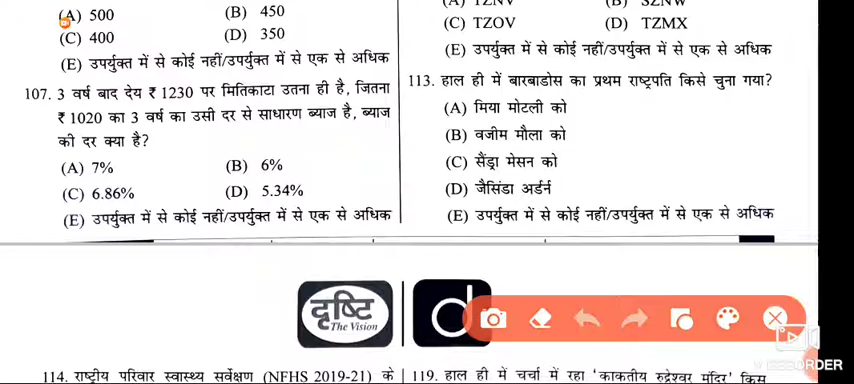 (A) 500
(B) 450
(C) 400
(D) 350
(E) उपर्युक्त में से कोई नहीं/उपर्युक्त में से एक से अधिक
107. 3 वर्ष बाद देय ₹ 1230 पर मितिकाटा उतना ही है, जितना
₹ 1020 का 3 वर्ष का उसी दर से साधारण ब्याज है, ब्याज
की दर क्या है?
(A) 7%
(B) 6%
(C) 6.86%
(D) 5.34%
(E) उपर्युक्त में से कोई नहीं/उपर्युक्त में से एक से अधिक
(A) TZNV
(B) SZNW
(C) TZOV
(D) TZMX
(E) उपर्युक्त में से कोई नहीं/उपर्युक्त में से एक से अधिक
113. हाल ही में बारबाडोस का प्रथम राष्ट्रपति किसे चुना गया?
(A) मिया मोटली को
(B) वजीम मौला को
(C) सैंड्रा मेसन को
(D) जैसिंडा अर्डर्न
(E) उपर्युक्त में से कोई नहीं/उपर्युक्त में से एक से अधिक
दृष्टि
The Vision
d
114. राष्ट्रीय परिवार स्वास्थ्य सर्वेक्षण (NFHS 2019-21) के
119. हाल ही में चर्चा में रहा 'काकतीय रुद्रेश्वर मंदिर' किस